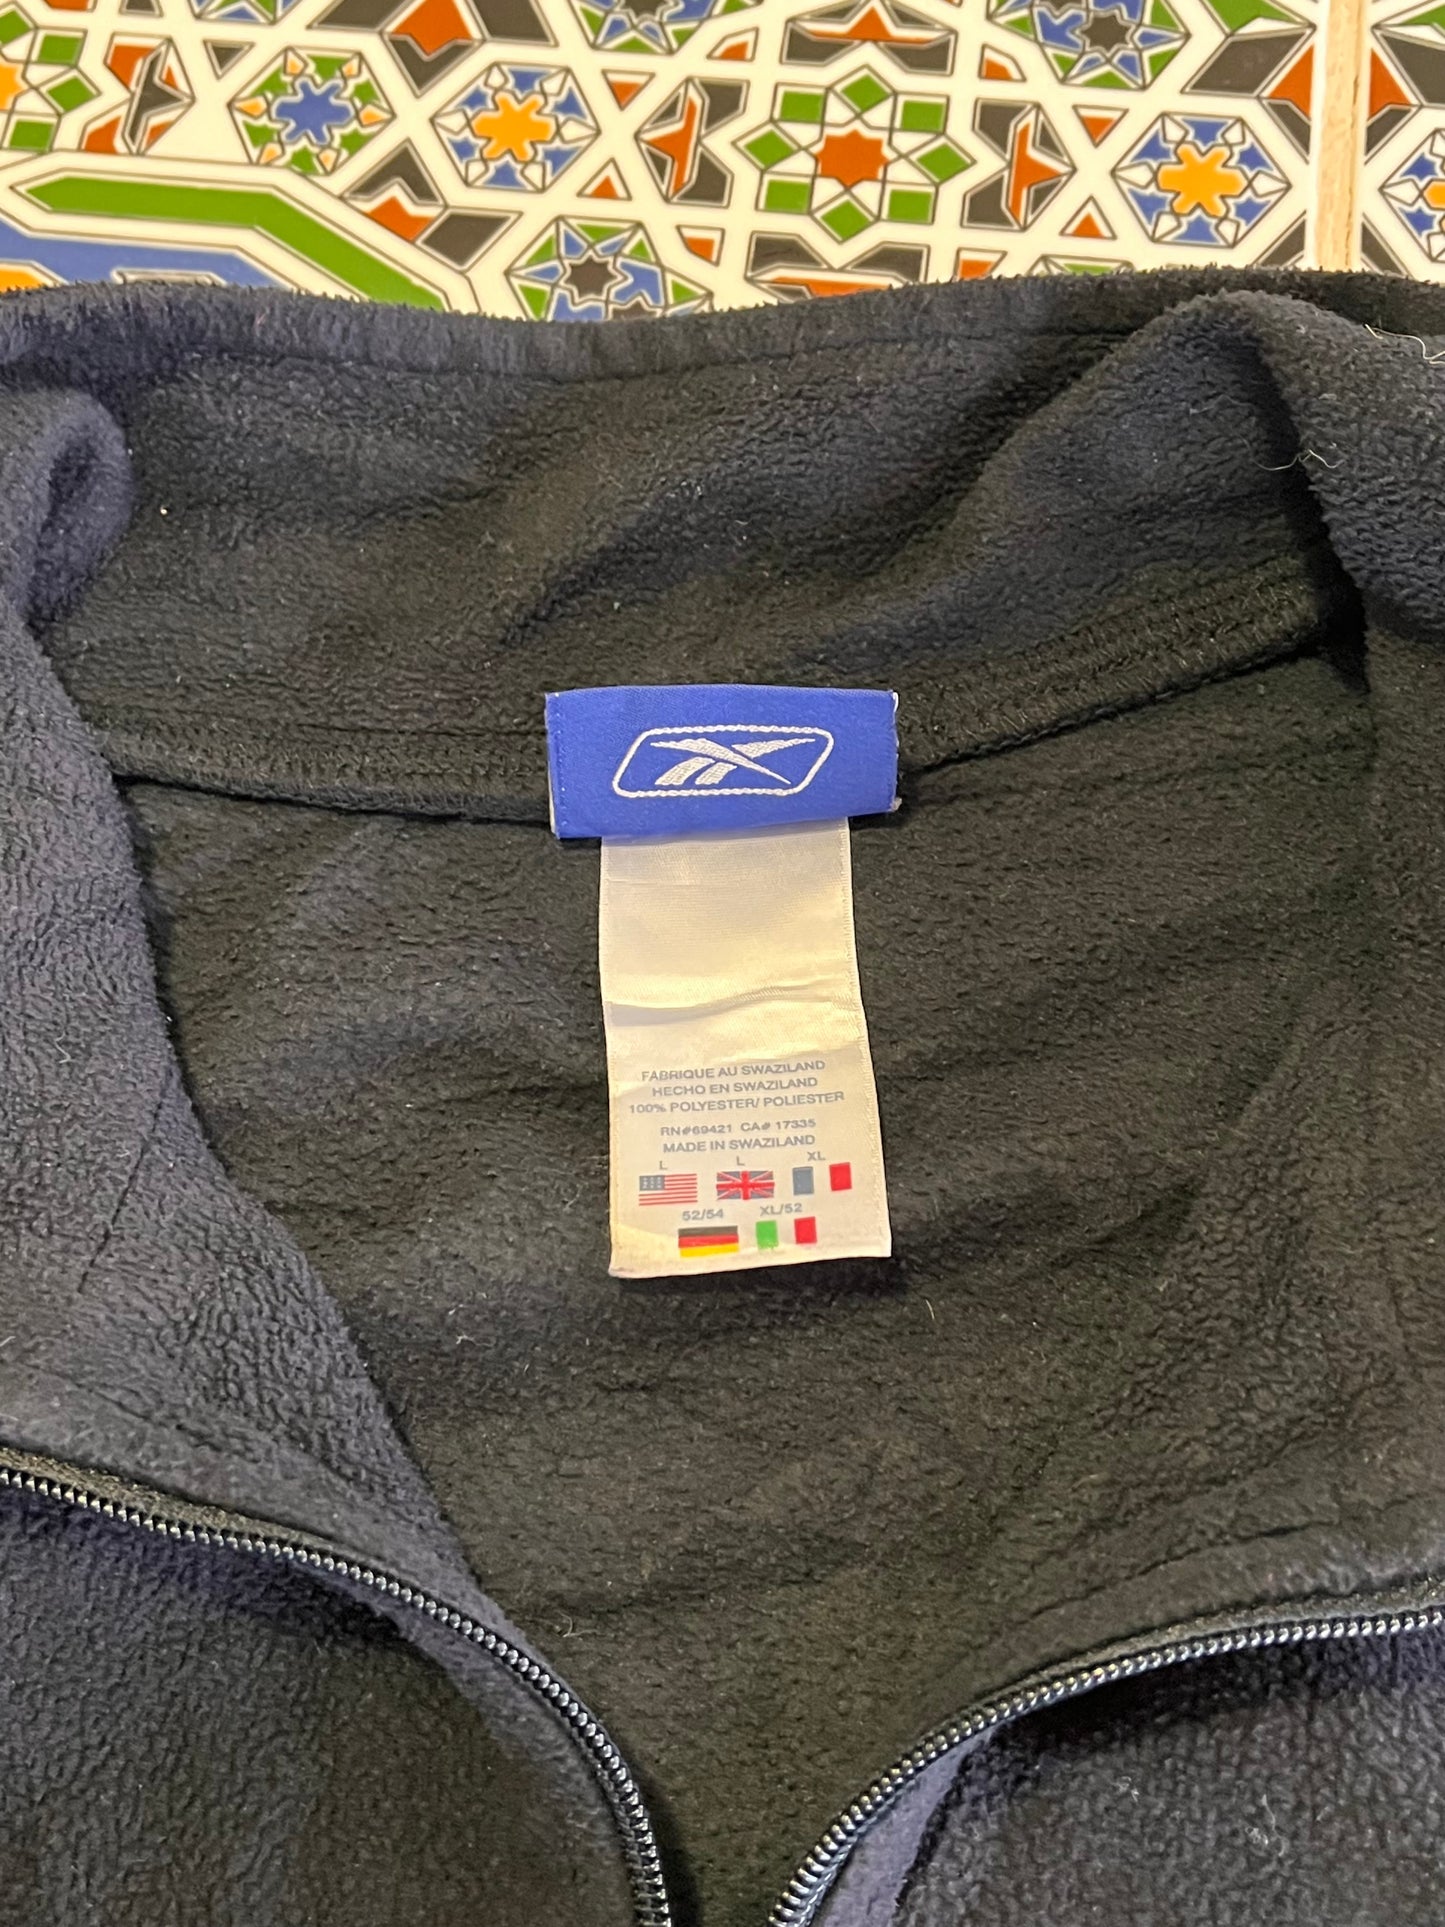 FABRIQUE AU SWAZILAND
HECHO EN SWAZILAND
100% POLYESTER/ POLIESTER
RN#69421 CA# 17335
MADE IN SWAZILAND
L L XL
52/54 XL/52